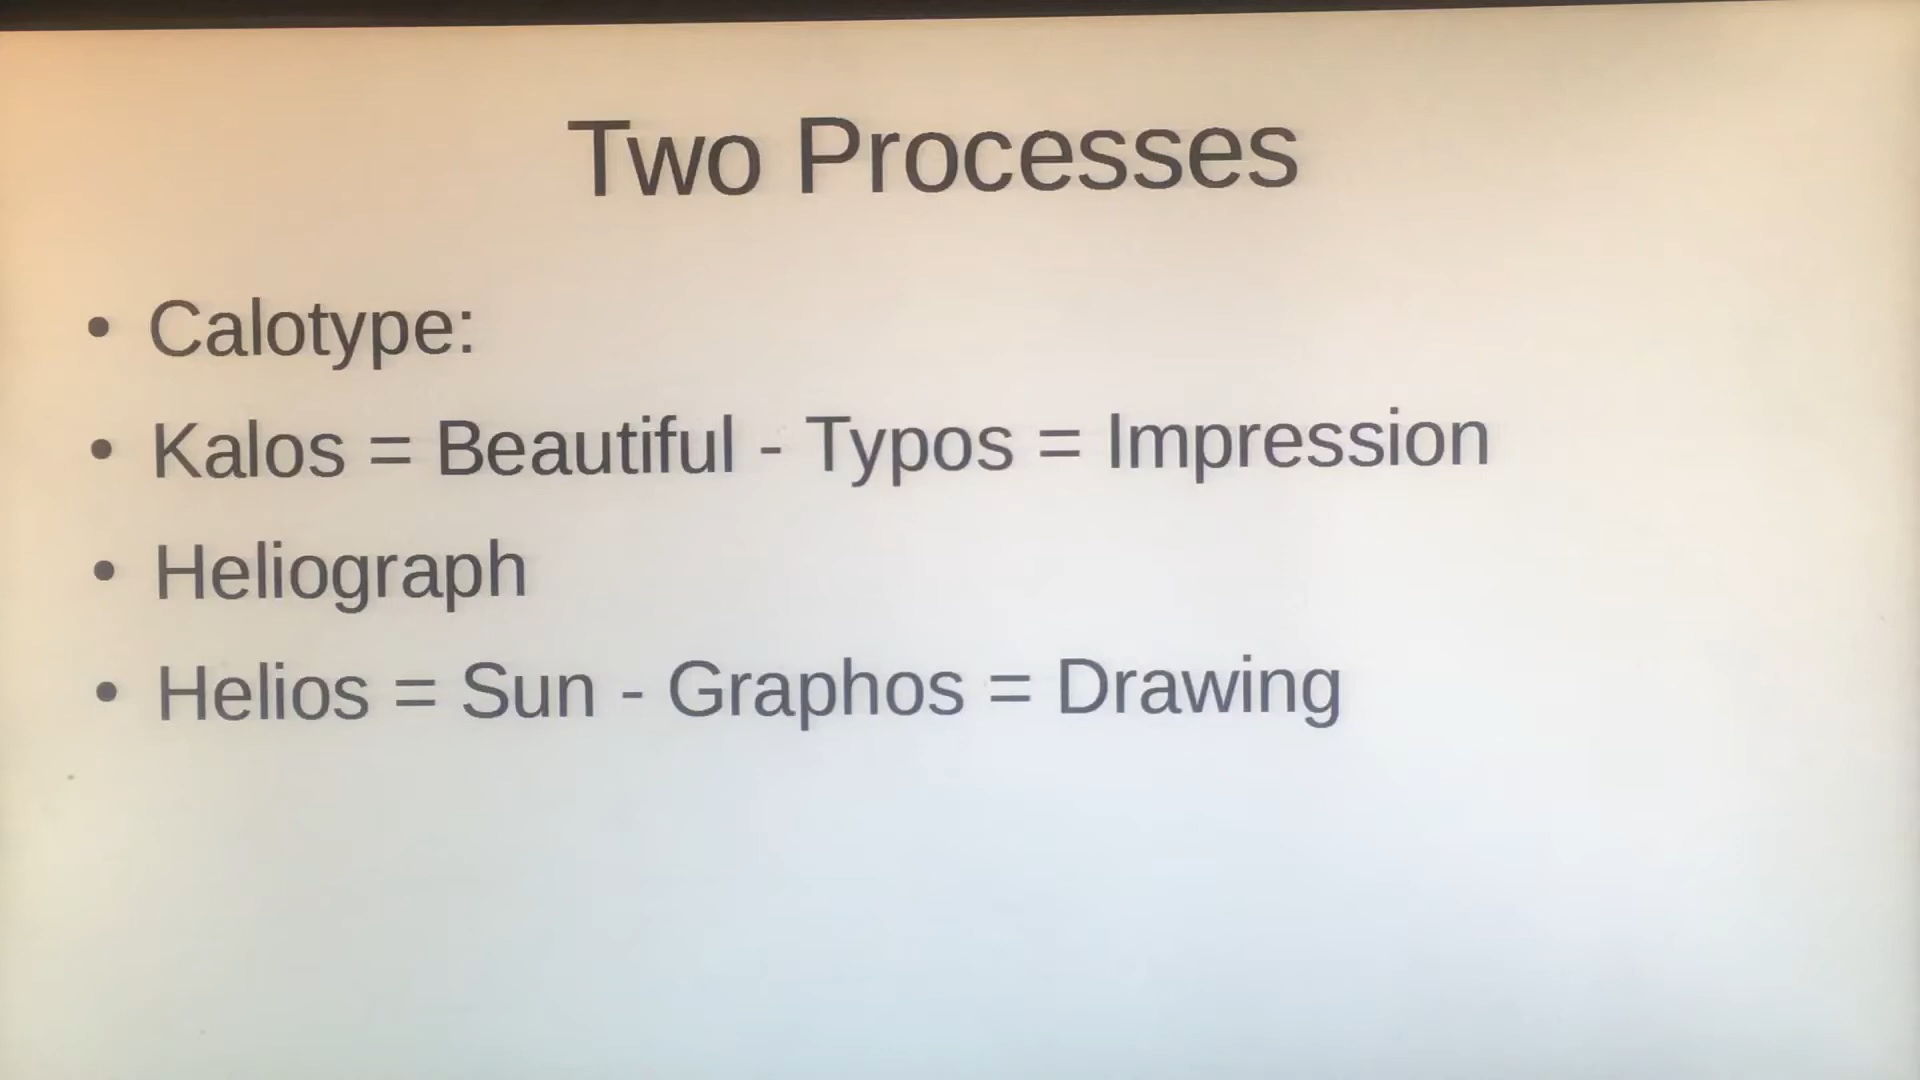 Two Processes
• Calotype:
• Kalos = Beautiful - Typos = Impression
• Heliograph
• Helios = Sun - Graphos = Drawing